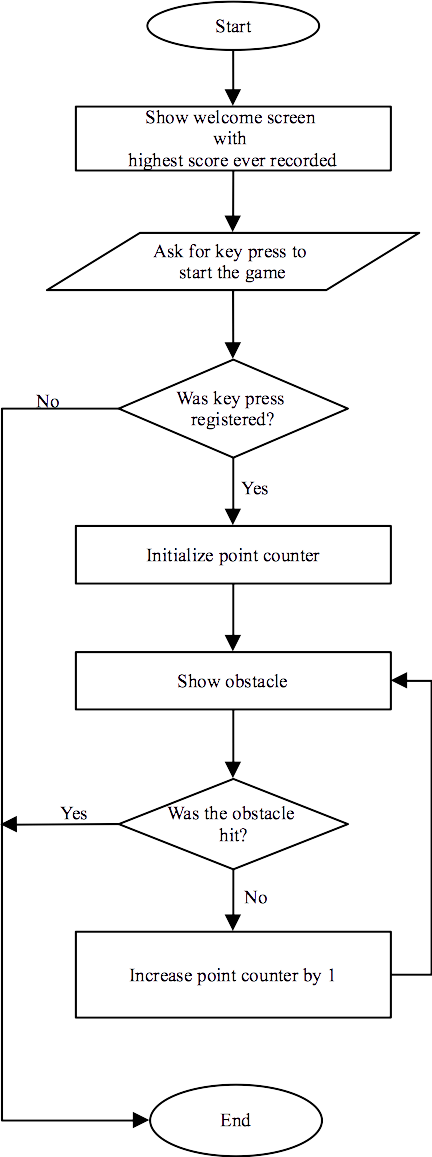 Start
Show welcome screen
with
highest score ever recorded
Ask for key press to
start the game
Was key press
registered?
No
Yes
Initialize point counter
Show obstacle
Was the obstacle
hit?
Yes
No
Increase point counter by 1
End